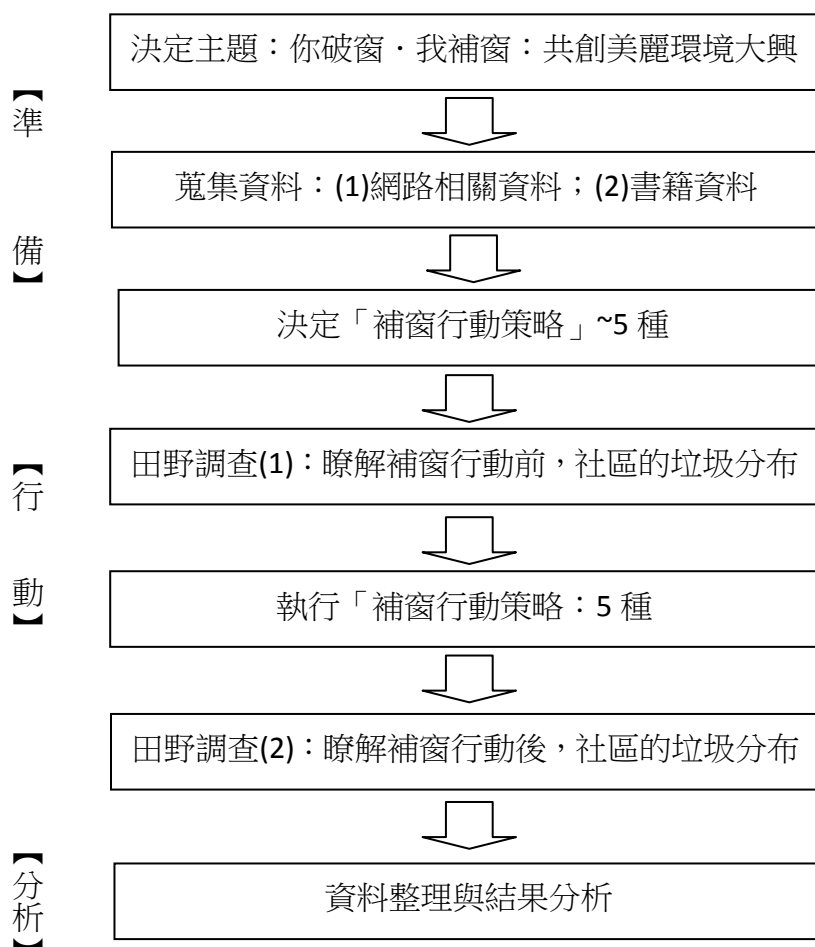 決定主題：你破窗．我補窗：共創美麗環境大興
【準備】
蒐集資料：(1)網路相關資料；(2)書籍資料
決定「補窗行動策略」~5 種
田野調查(1)：瞭解補窗行動前，社區的垃圾分布
【行動】
執行「補窗行動策略：5 種
田野調查(2)：瞭解補窗行動後，社區的垃圾分布
【分析】
資料整理與結果分析